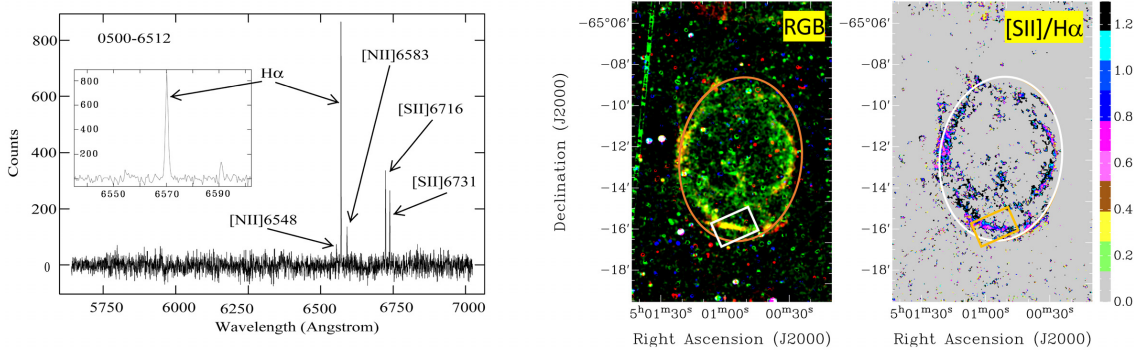 0500-6512
Hα
[NII]6583
[SII]6716
[SII]6731
[NII]6548
Counts
800
600
400
200
0
800
600
400
200
6550
6570
6590
5750
6000
6250
6500
6750
7000
Wavelength (Angstrom)
RGB
Declination (J2000)
−65°06′
−08′
−10′
−12′
−14′
−16′
−18′
5ʰ01ᵐ30ˢ
01ᵐ00ˢ
00ᵐ30ˢ
Right Ascension (J2000)
[SII]/Hα
−65°06′
−08′
−10′
−12′
−14′
−16′
−18′
5ʰ01ᵐ30ˢ
01ᵐ00ˢ
00ᵐ30ˢ
Right Ascension (J2000)
1.2
1.0
0.8
0.6
0.4
0.2
0.0